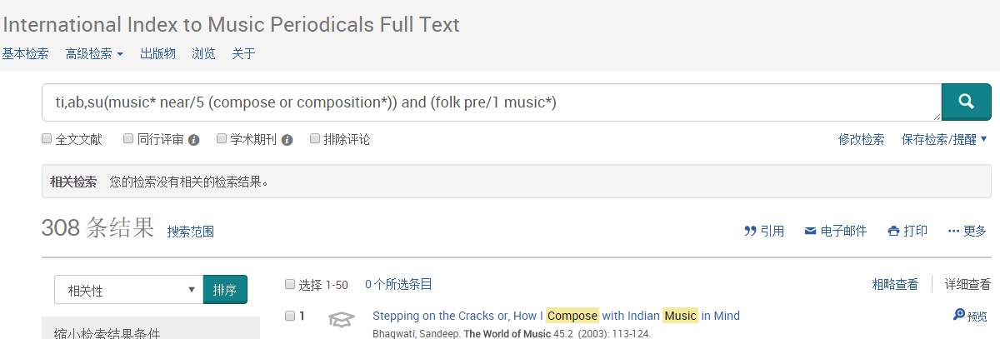 International Index to Music Periodicals Full Text
基本检索 高级检索 出版物 浏览 关于
ti,ab,su(music* near/5 (compose or composition*)) and (folk pre/1 music*)
全文文献 同行评审 学术期刊 排除评论 修改检索 保存检索/提醒
相关检索 您的检索没有相关的检索结果。
308 条结果 搜索范围 引用 电子邮件 打印 更多
相关性 排序 选择 1-50 0 个所选条目 粗略查看 详细查看
1 Stepping on the Cracks or, How I Compose with Indian Music in Mind 预览
缩小检索结果条件 Bhagwati, Sandeep. The World of Music 45.2 (2003): 113-124.